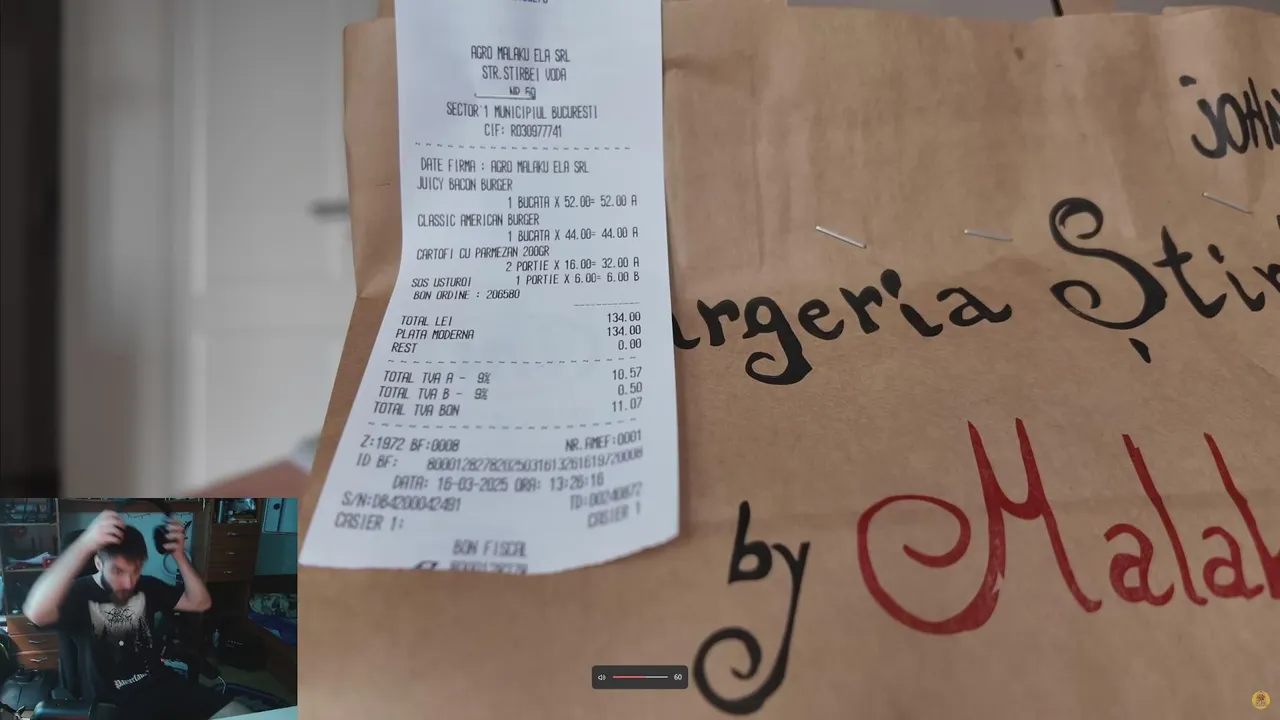 AGRO MALAKU ELA SRL
STR.STIRBEI VODA
NR 59
SECTOR 1 MUNICIPIUL BUCURESTI
CIF: RO30977741
DATE FIRMA : AGRO MALAKU ELA SRL
JUICY BACON BURGER
1 BUCATA X 52.00= 52.00 A
CLASSIC AMERICAN BURGER
1 BUCATA X 44.00= 44.00 A
CARTOFI CU PARMEZAN 200GR
2 PORTIE X 16.00= 32.00 A
SOS USTUROI 1 PORTIE X 6.00= 6.00 B
BON ORDINE : 206580
TOTAL LEI 134.00
PLATA MODERNA 134.00
REST 0.00
TOTAL TVA A - 9% 10.57
TOTAL TVA B - 9% 0.50
TOTAL TVA BON 11.07
Z:1972 BF:0008 NR.AMEF:0001
ID BF:
DATA: 16-03-2025 ORA: 13:26:16
S/N:DB4200042491 TD:00240872
CASIER 1: CASIER 1
BON FISCAL
JOHN
urgeria Știr
by Malak
60